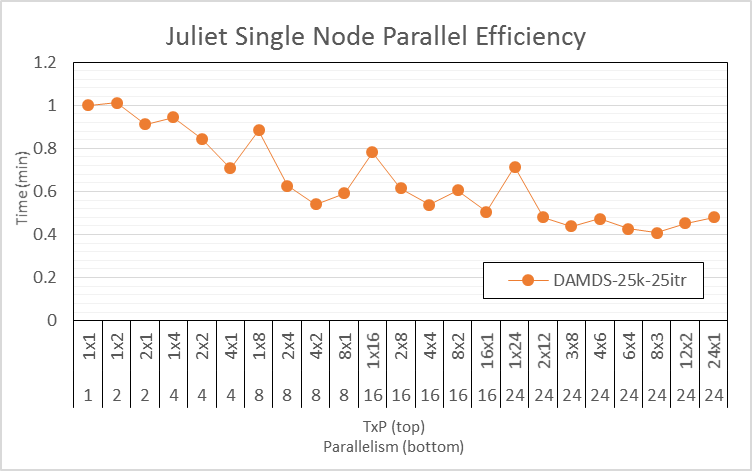 Juliet Single Node Parallel Efficiency
1.2
1
0.8
0.6
0.4
0.2
0
Time (min)
DAMDS-25k-25itr
1x1 1x2 2x1 1x4 2x2 4x1 1x8 2x4 4x2 8x1 1x16 2x8 4x4 8x2 16x1 1x24 2x12 3x8 4x6 6x4 8x3 12x2 24x1
1 2 2 4 4 4 8 8 8 8 16 16 16 16 16 24 24 24 24 24 24 24 24
TxP (top)
Parallelism (bottom)